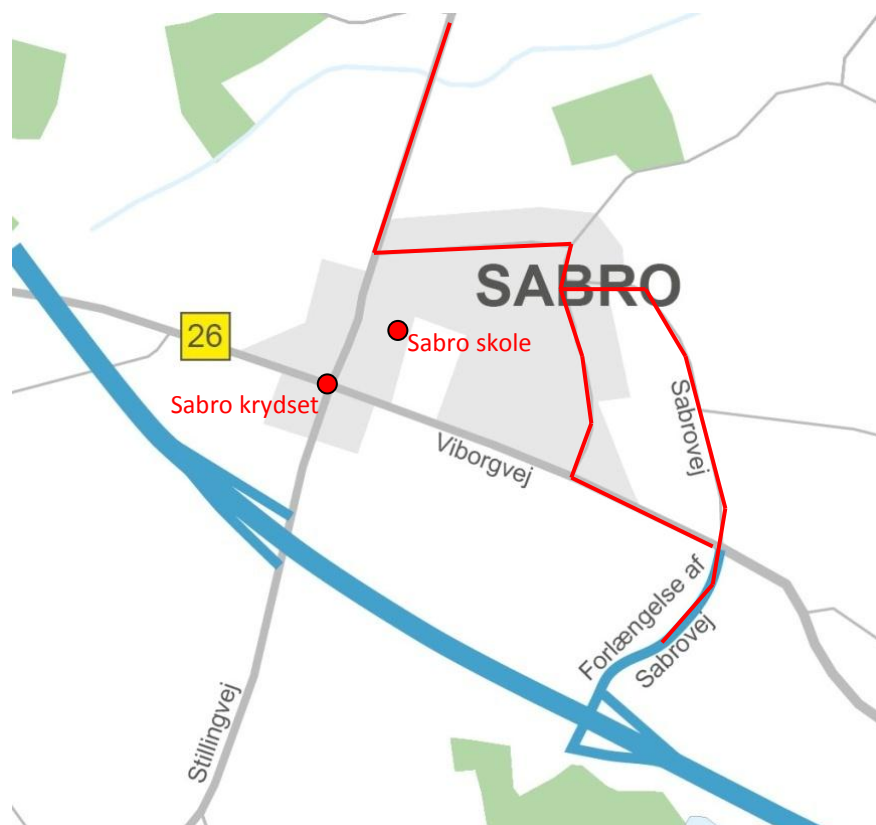 SABRO
26
Sabro skole
Sabro krydset
Sabrovej
Viborgvej
Forlængelse af
Sabrovej
Stillingvej